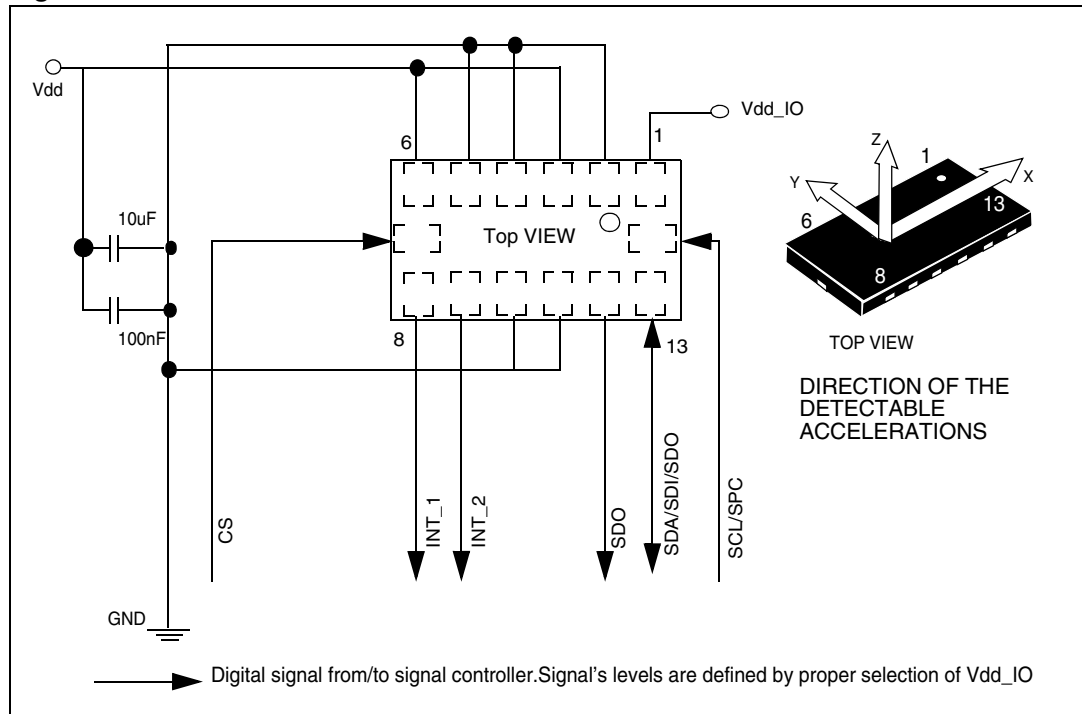 Vdd
Vdd_IO
6
1
10uF
100nF
Top VIEW
8
13
CS
INT_1
INT_2
SDO
SDA/SDI/SDO
SCL/SPC
GND
Z
1
Y
X
6
13
8
TOP VIEW
DIRECTION OF THE
DETECTABLE
ACCELERATIONS
Digital signal from/to signal controller.Signal's levels are defined by proper selection of Vdd_IO